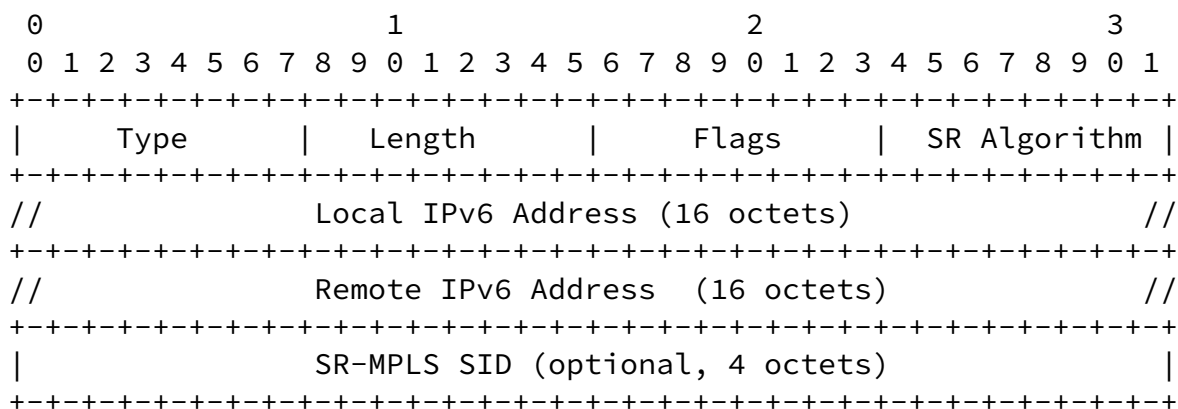 0                   1                   2                   3
 0 1 2 3 4 5 6 7 8 9 0 1 2 3 4 5 6 7 8 9 0 1 2 3 4 5 6 7 8 9 0 1
+-+-+-+-+-+-+-+-+-+-+-+-+-+-+-+-+-+-+-+-+-+-+-+-+-+-+-+-+-+-+-+-+
|     Type      |   Length      |     Flags     |  SR Algorithm |
+-+-+-+-+-+-+-+-+-+-+-+-+-+-+-+-+-+-+-+-+-+-+-+-+-+-+-+-+-+-+-+-+
//               Local IPv6 Address (16 octets)                //
+-+-+-+-+-+-+-+-+-+-+-+-+-+-+-+-+-+-+-+-+-+-+-+-+-+-+-+-+-+-+-+-+
//               Remote IPv6 Address  (16 octets)              //
+-+-+-+-+-+-+-+-+-+-+-+-+-+-+-+-+-+-+-+-+-+-+-+-+-+-+-+-+-+-+-+-+
|                SR-MPLS SID (optional, 4 octets)               |
+-+-+-+-+-+-+-+-+-+-+-+-+-+-+-+-+-+-+-+-+-+-+-+-+-+-+-+-+-+-+-+-+